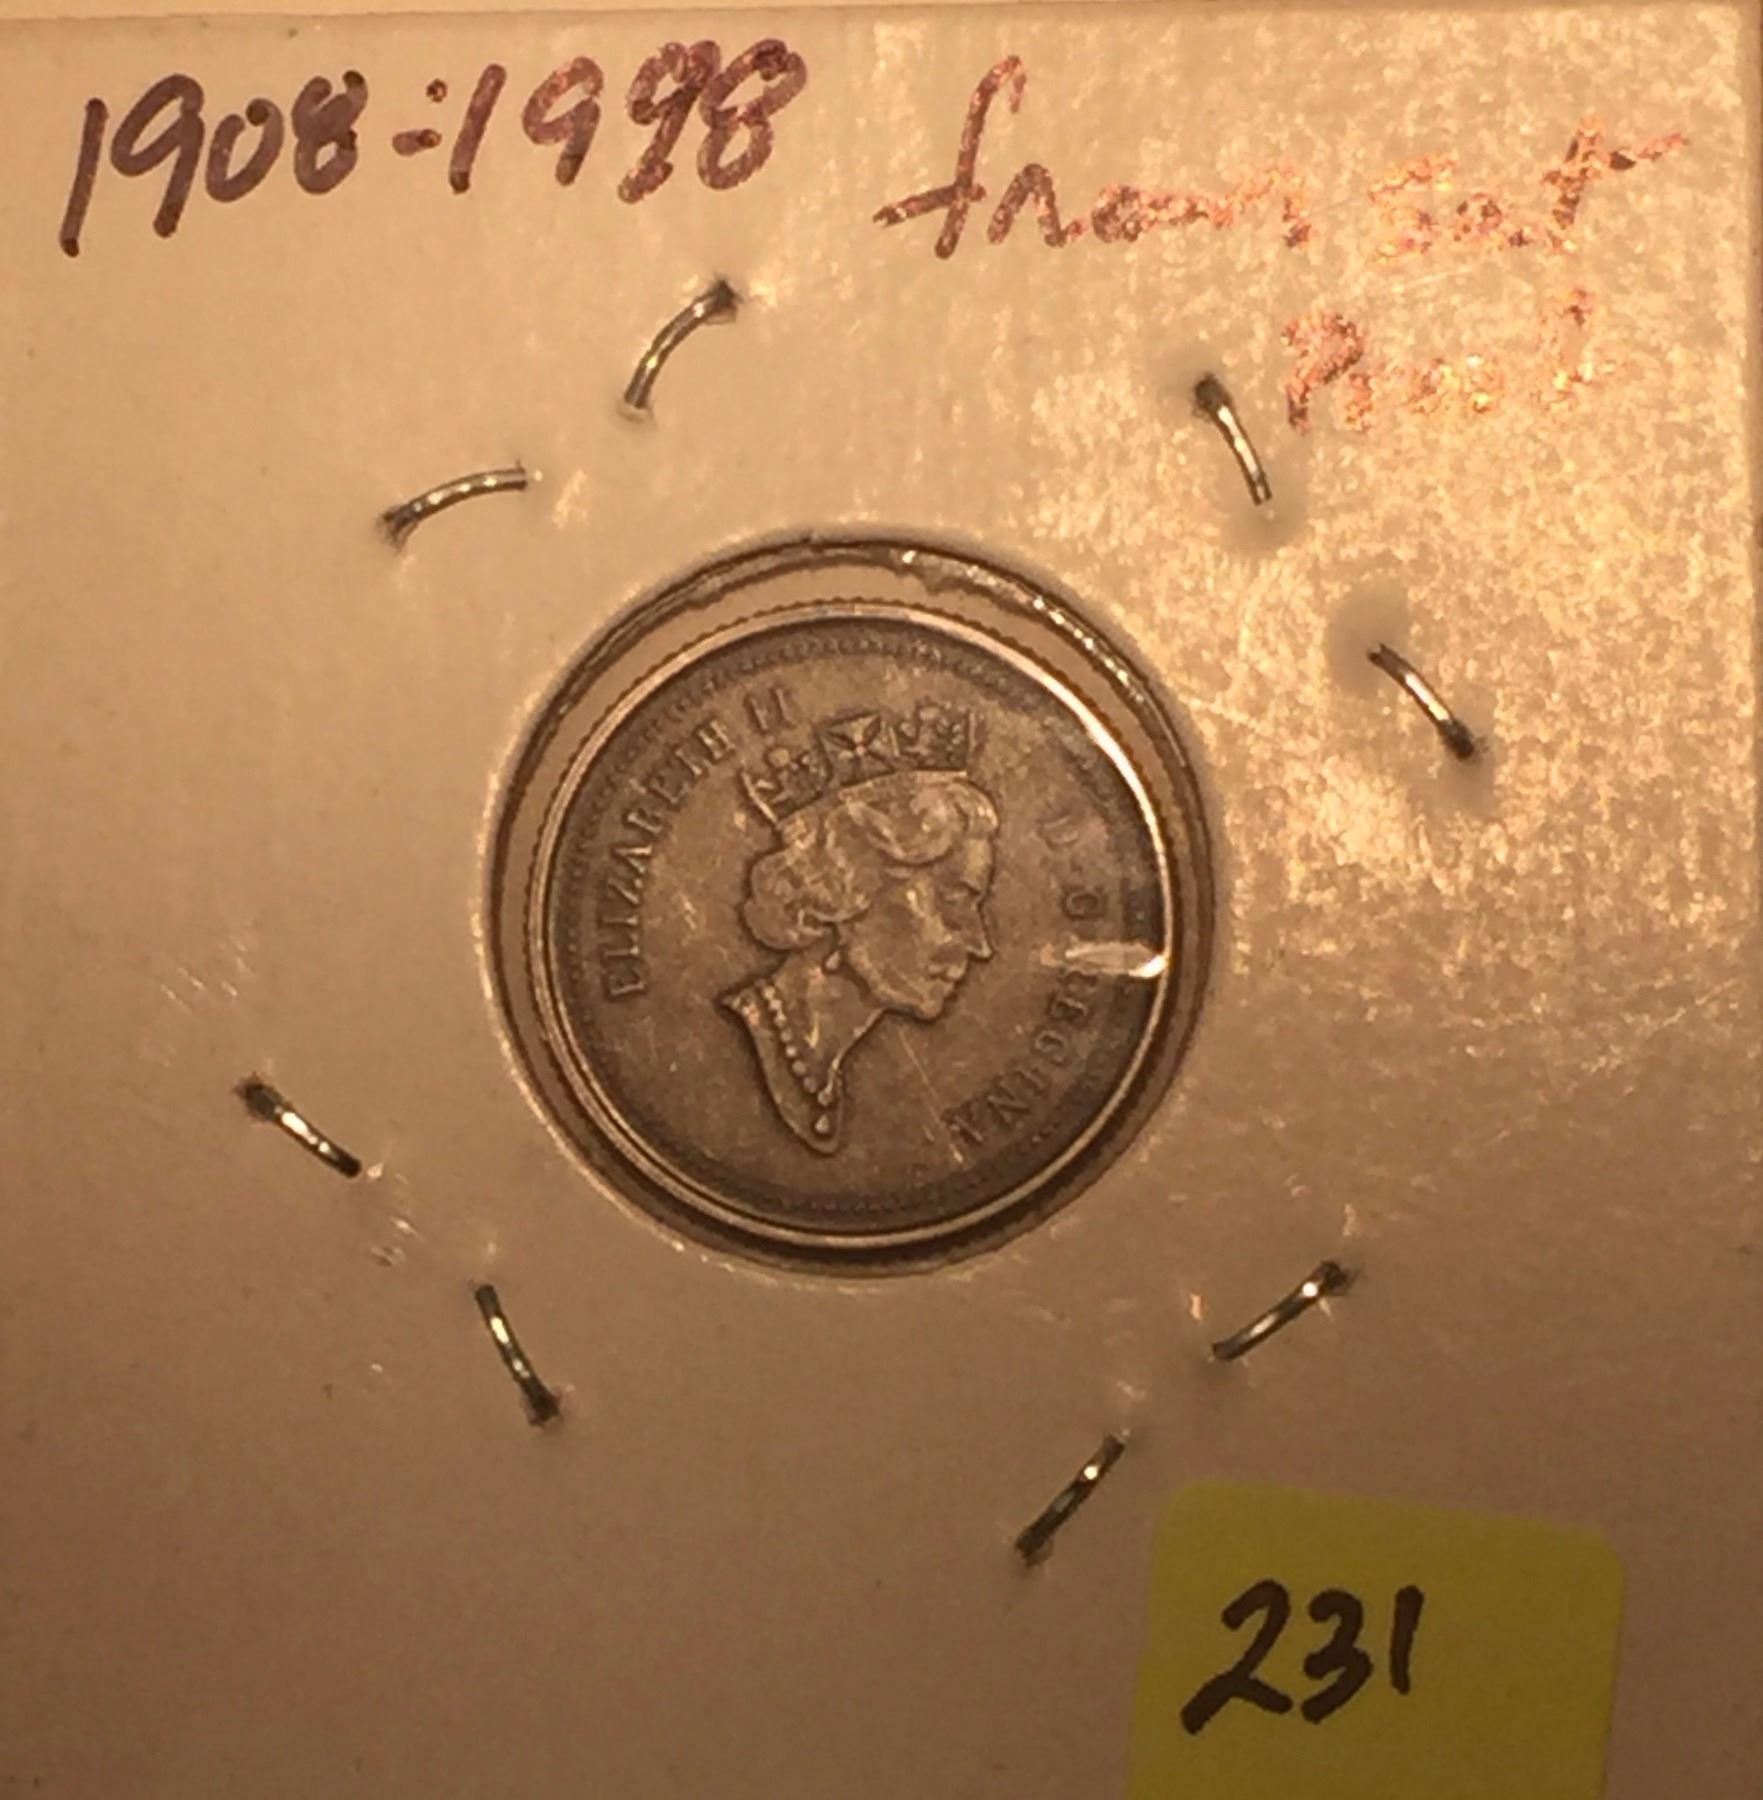 1908-:1998 from set
Proof
ELIZABETH II D·G·REGINA
231